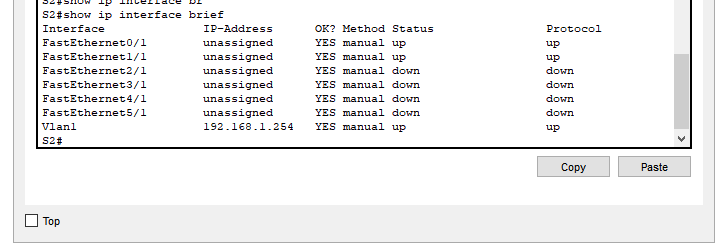 S2#show ip interface br
S2#show ip interface brief
Interface              IP-Address      OK? Method Status                Protocol
FastEthernet0/1        unassigned      YES manual up                    up
FastEthernet1/1        unassigned      YES manual up                    up
FastEthernet2/1        unassigned      YES manual down                  down
FastEthernet3/1        unassigned      YES manual down                  down
FastEthernet4/1        unassigned      YES manual down                  down
FastEthernet5/1        unassigned      YES manual down                  down
Vlan1                  192.168.1.254   YES manual up                    up
S2#
Copy Paste
Top